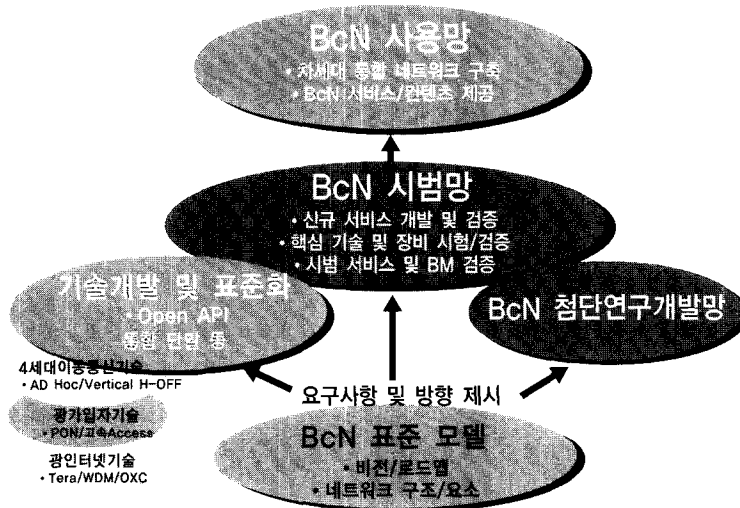 BcN 사용망
• 차세대 통합 네트워크 구축
• BcN 서비스/컨텐츠 제공
BcN 시범망
• 신규 서비스 개발 및 검증
• 핵심 기술 및 장비 시험/검증
• 시범 서비스 및 BM 검증
기술개발 및 표준화
• Open API
통합 단말 등
BcN 첨단연구개발망
4세대이동통신기술
• AD Hoc/Vertical H-OFF
요구사항 및 방향 제시
광가입자기술
• PON/고속Access
BcN 표준 모델
• 비전/로드맵
• 네트워크 구조/요소
광인터넷기술
• Tera/WDM/OXC